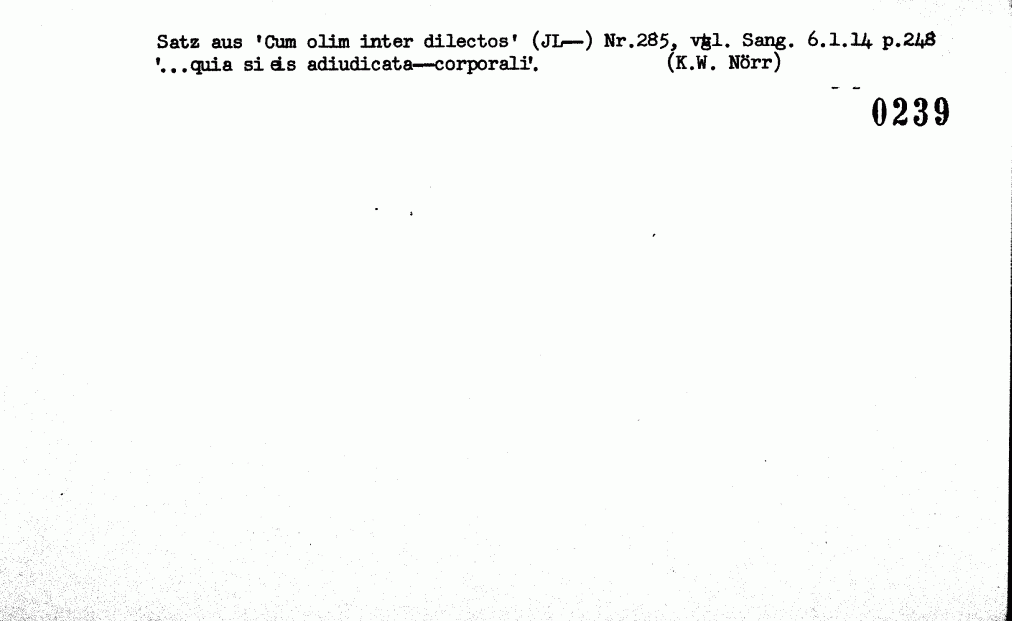 Satz aus 'Cum olim inter dilectos' (JL—) Nr.285, vgl. Sang. 6.1.14 p.248
'...quia si eis adiudicata—corporali'. (K.W. Nörr)
0239